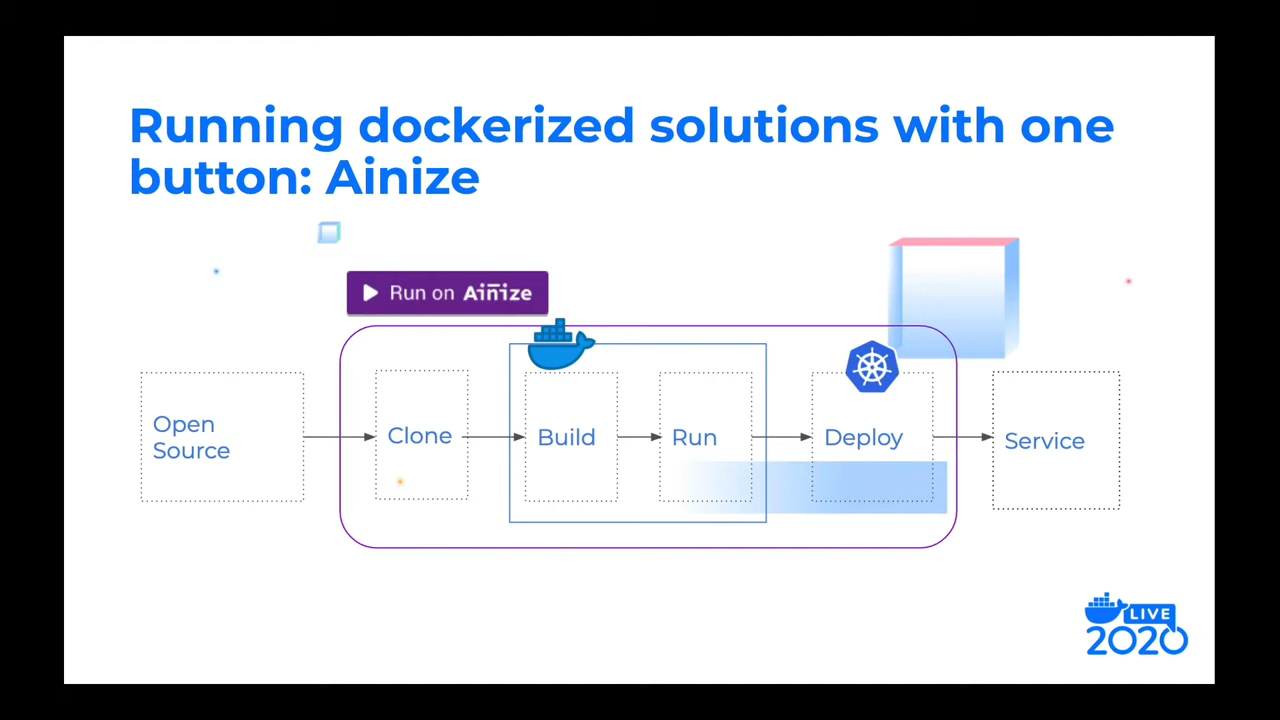 Running dockerized solutions with one
button: Ainize
Run on Ainize
Open
Source
Clone
Build
Run
Deploy
Service
LIVE
2020